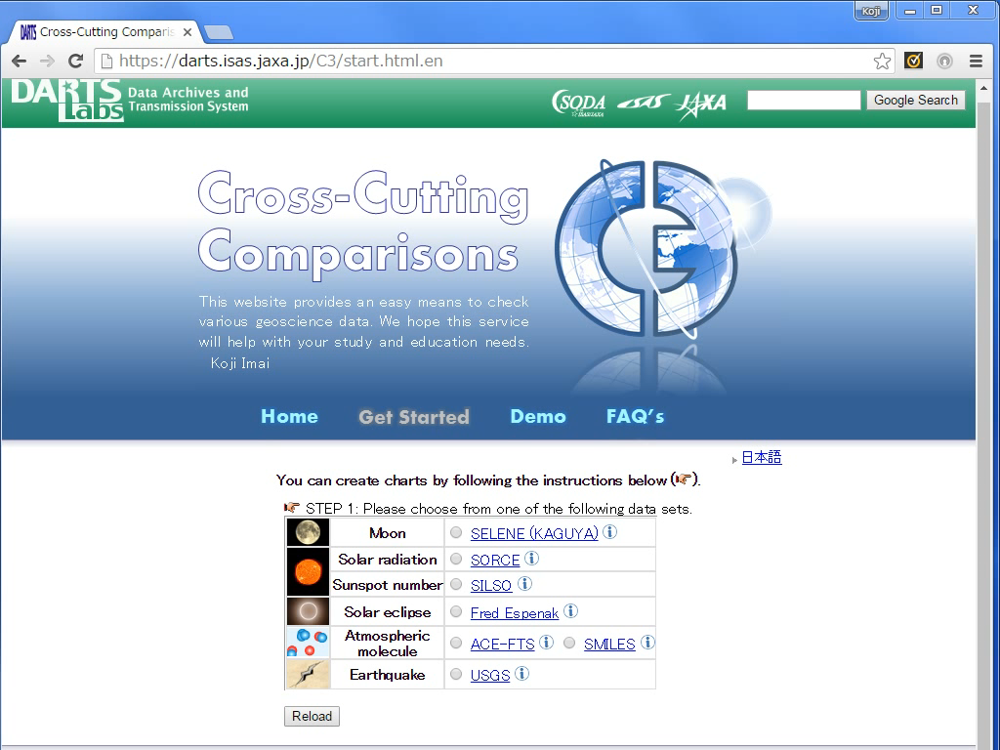 Koji
DARTS Cross-Cutting Comparis
https://darts.isas.jaxa.jp/C3/start.html.en
DARTS Labs
Data Archives and
Transmission System
SODA
ISAS/JAXA
ISAS
JAXA
Google Search
Cross-Cutting
Comparisons
C3
This website provides an easy means to check
various geoscience data. We hope this service
will help with your study and education needs.
Koji Imai
Home Get Started Demo FAQ's
日本語
You can create charts by following the instructions below (☞).
☞ STEP 1: Please choose from one of the following data sets.
Moon SELENE (KAGUYA)
Solar radiation SORCE
Sunspot number SILSO
Solar eclipse Fred Espenak
Atmospheric
molecule ACE-FTS SMILES
Earthquake USGS
Reload